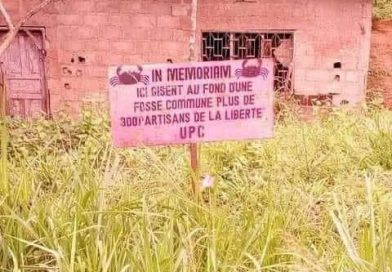 IN MEMORIAM
ICI GISENT AU FOND D'UNE
FOSSE COMMUNE PLUS DE
300 PARTISANS DE LA LIBERTE
UPC